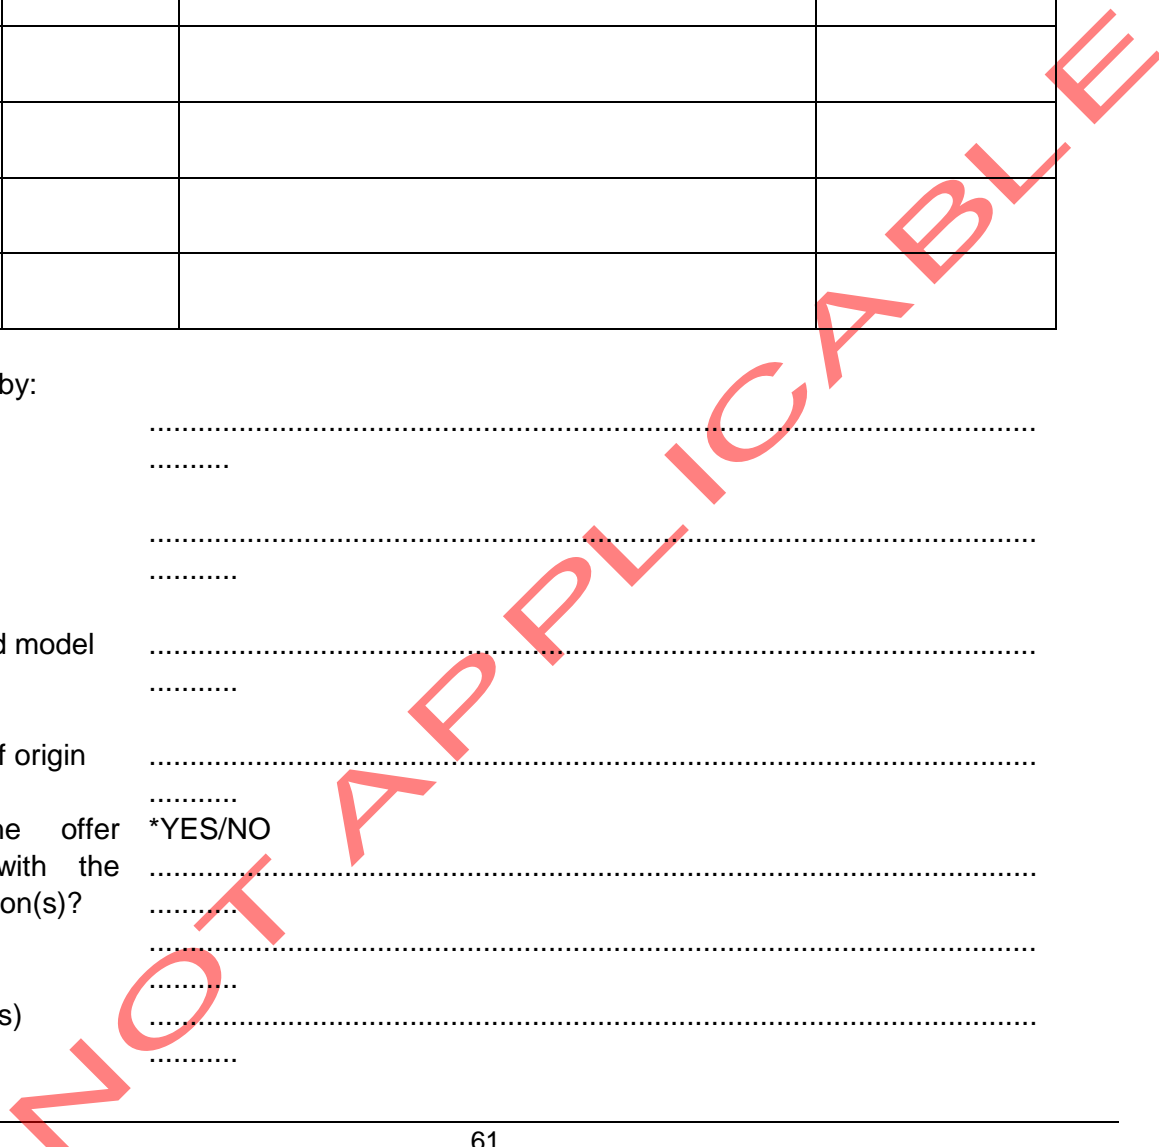 by:
..............................................................................................................
..........
..............................................................................................................
...........
d model ..............................................................................................................
...........
f origin ..............................................................................................................
...........
ne offer *YES/NO
with the ..............................................................................................................
on(s)? ...........
..............................................................................................................
...........
s) ..............................................................................................................
...........
61
NOT APPLICABLE